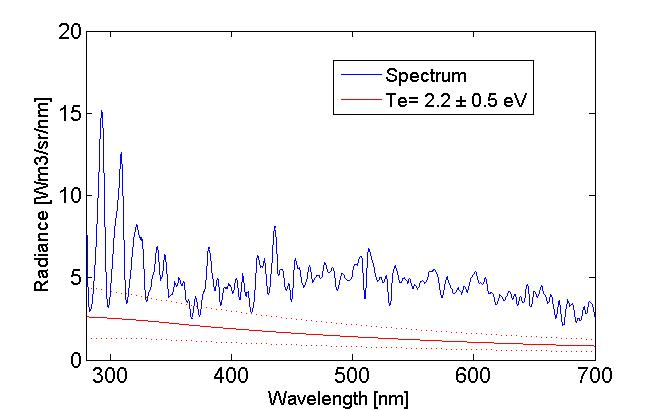 20
15
10
5
0
Radiance [Wm3/sr/nm]
Spectrum
Te= 2.2 ± 0.5 eV
300 400 500 600 700
Wavelength [nm]